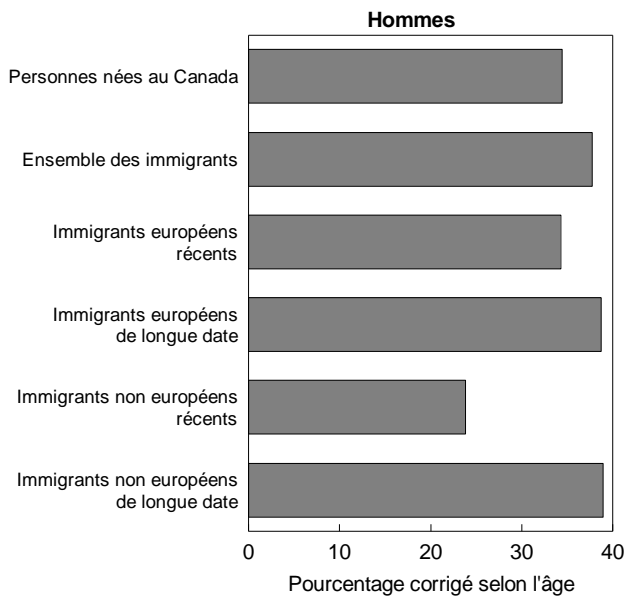 Hommes
Personnes nées au Canada
Ensemble des immigrants
Immigrants européens
récents
Immigrants européens
de longue date
Immigrants non européens
récents
Immigrants non européens
de longue date
0 10 20 30 40
Pourcentage corrigé selon l'âge